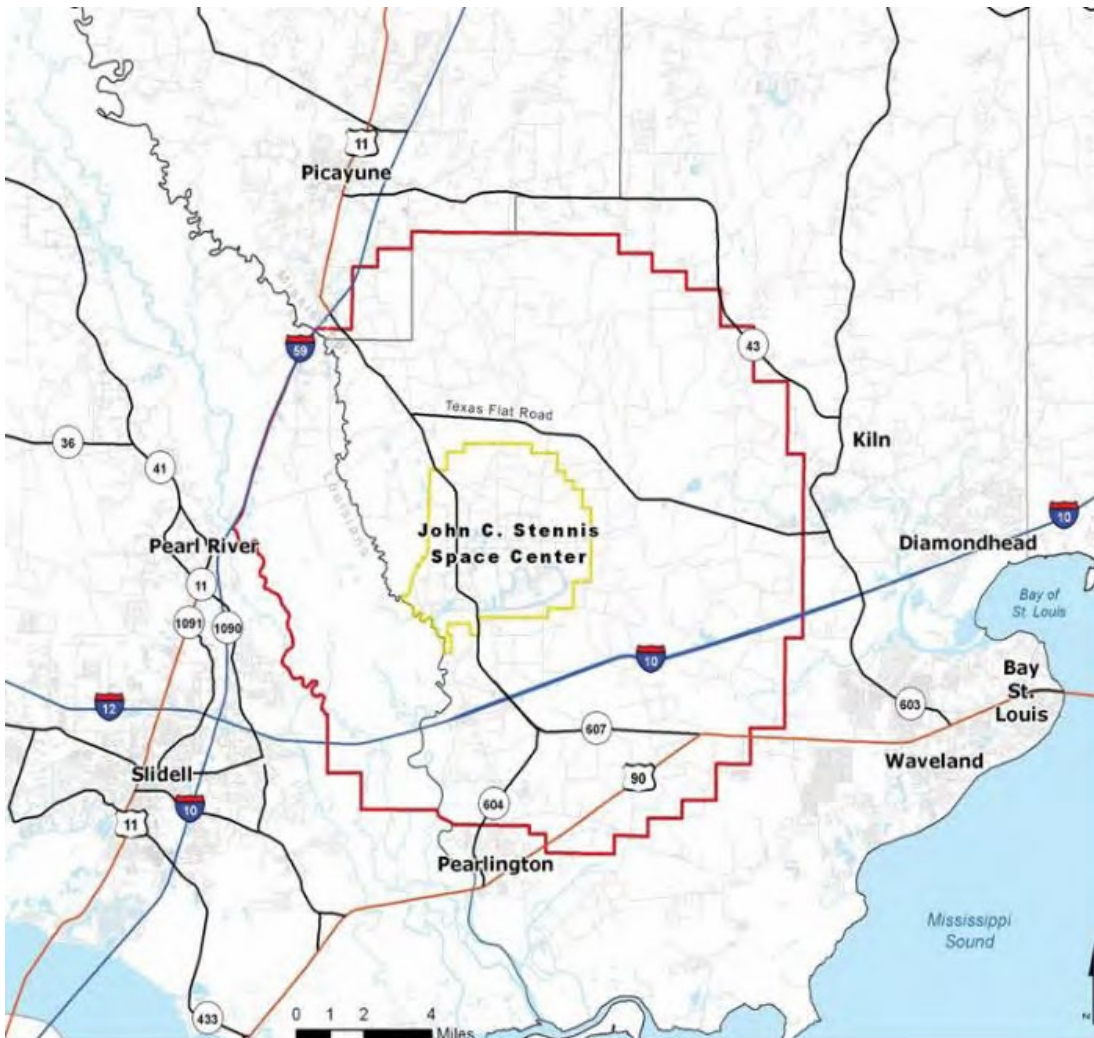 11
Picayune
Mississippi
59
43
Texas Flat Road
36
41
Kiln
Louisiana
John C. Stennis
Space Center
10
Pearl River
Diamondhead
11
Bay of
St. Louis
1091
1090
10
Bay
St.
Louis
12
603
607
Waveland
Slidell
90
10
604
11
Pearlington
Mississippi
Sound
433
0 1 2 4
Miles
z